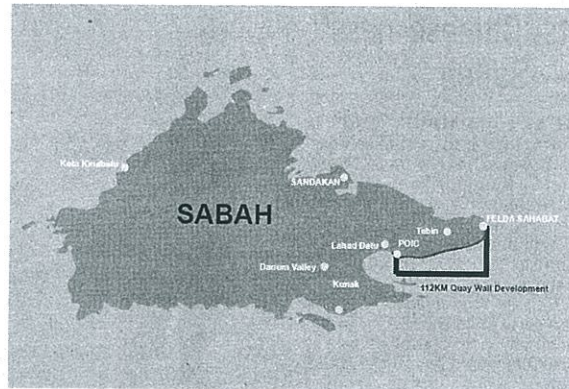 Kota Kinabalu
SANDAKAN
SABAH
FELDA SAHABAT
Tabin
Lahad Datu
POIC
Danum Valley
Kunak
112KM Quay Wall Development